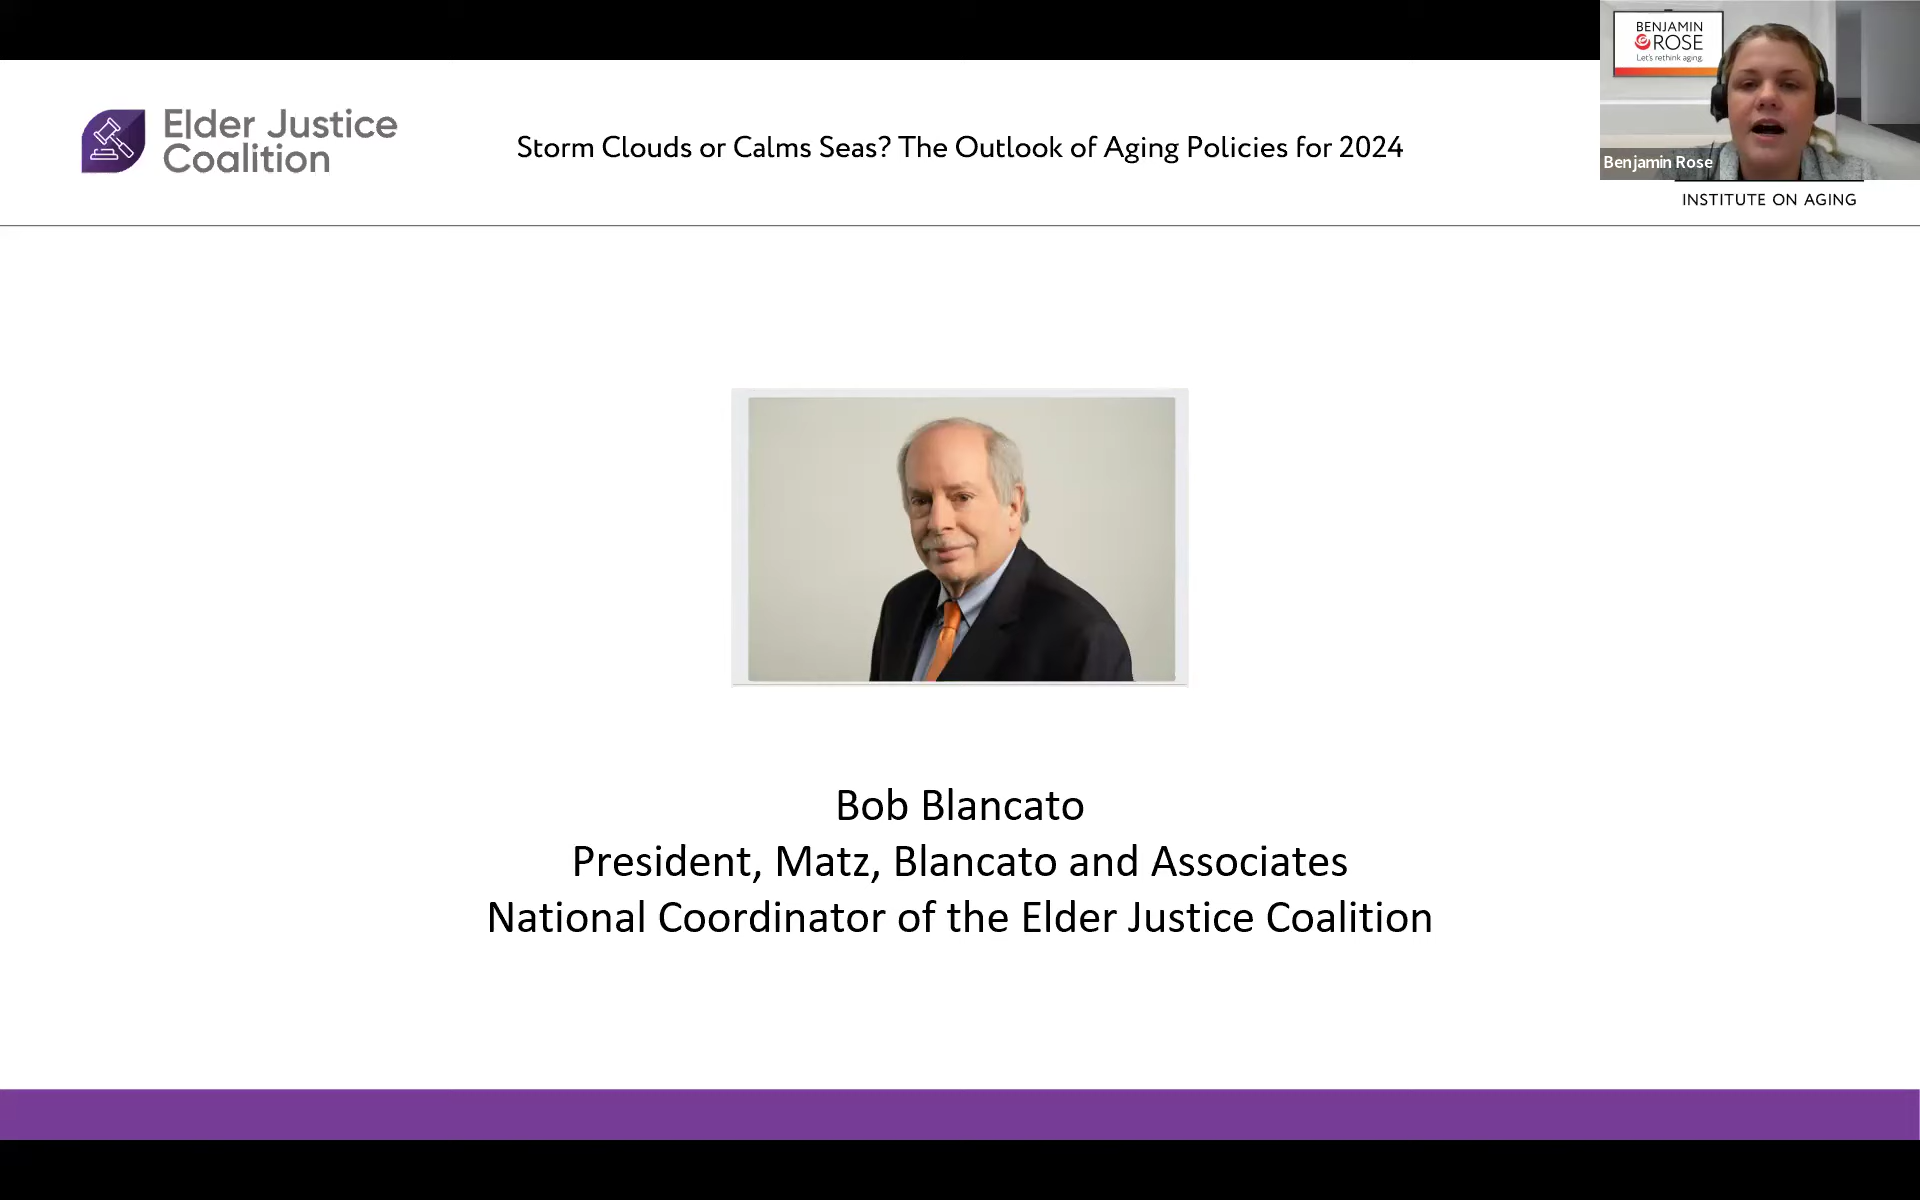 Elder Justice
Coalition
Storm Clouds or Calms Seas? The Outlook of Aging Policies for 2024
BENJAMIN
ROSE
Let's rethink aging.
Benjamin Rose
INSTITUTE ON AGING
Bob Blancato
President, Matz, Blancato and Associates
National Coordinator of the Elder Justice Coalition